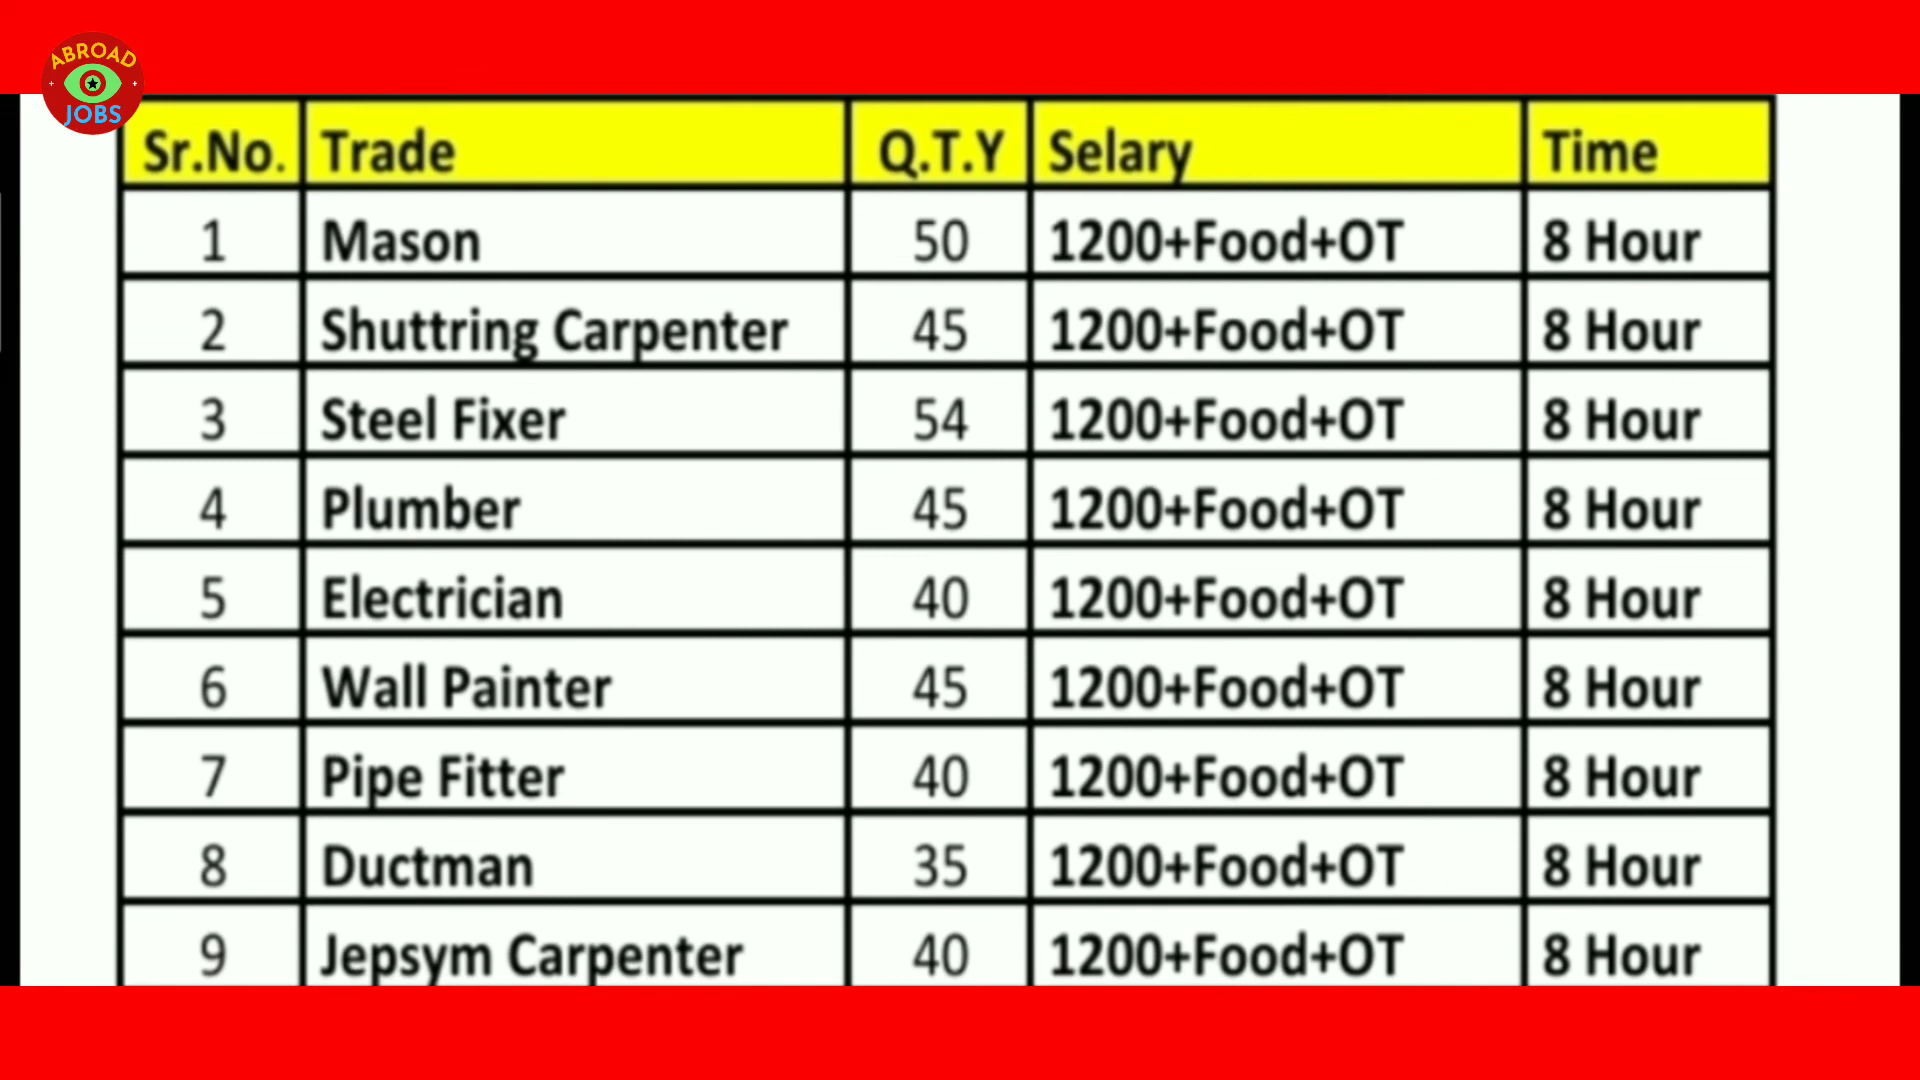 ABROAD
JOBS
Sr.No. Trade Q.T.Y Selary Time
1 Mason 50 1200+Food+OT 8 Hour
2 Shuttring Carpenter 45 1200+Food+OT 8 Hour
3 Steel Fixer 54 1200+Food+OT 8 Hour
4 Plumber 45 1200+Food+OT 8 Hour
5 Electrician 40 1200+Food+OT 8 Hour
6 Wall Painter 45 1200+Food+OT 8 Hour
7 Pipe Fitter 40 1200+Food+OT 8 Hour
8 Ductman 35 1200+Food+OT 8 Hour
9 Jepsym Carpenter 40 1200+Food+OT 8 Hour